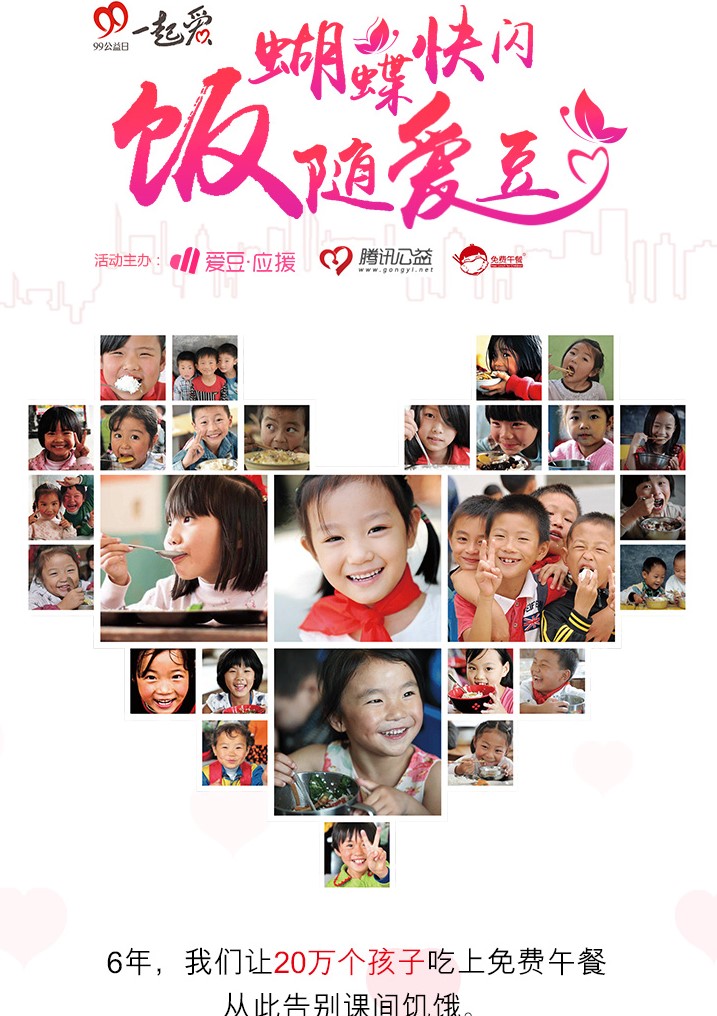 99公益日
一起爱
蝴蝶快闪
饭随爱豆
活动主办：
爱豆·应援
腾讯公益
www.gongyi.net
免费午餐
6年，我们让20万个孩子吃上免费午餐
从此告别课间饥饿。